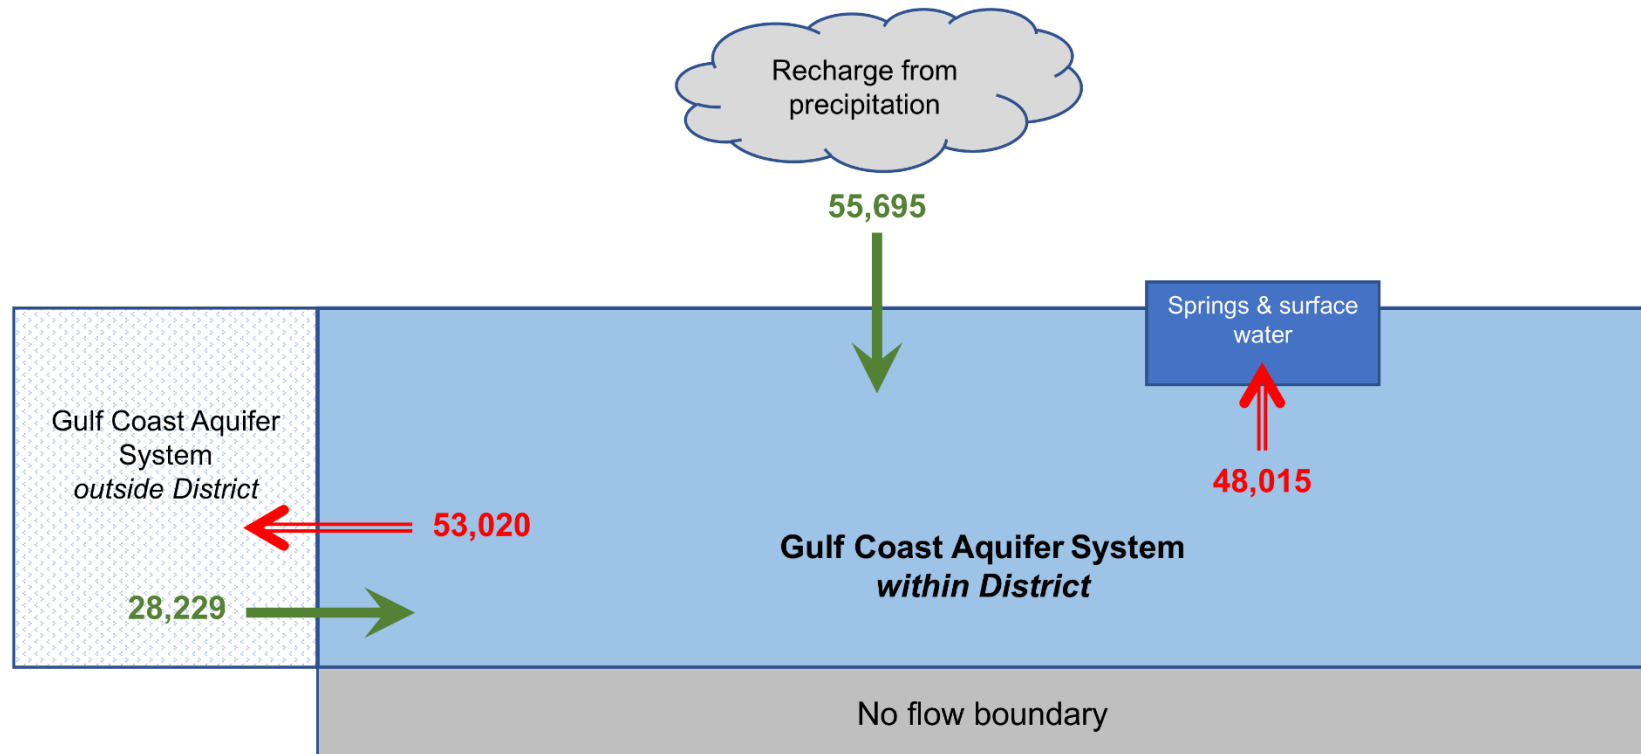 Recharge from
precipitation
55,695
Springs & surface
water
Gulf Coast Aquifer
System
outside District
48,015
53,020
Gulf Coast Aquifer System
within District
28,229
No flow boundary